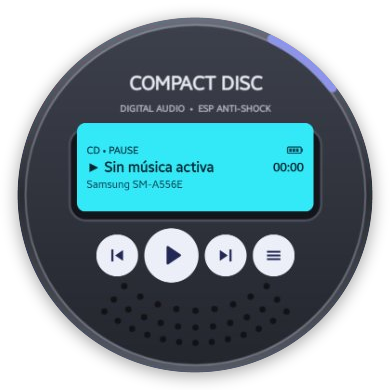 COMPACT DISC
DIGITAL AUDIO • ESP ANTI-SHOCK
CD • PAUSE
► Sin música activa 00:00
Samsung SM-A556E